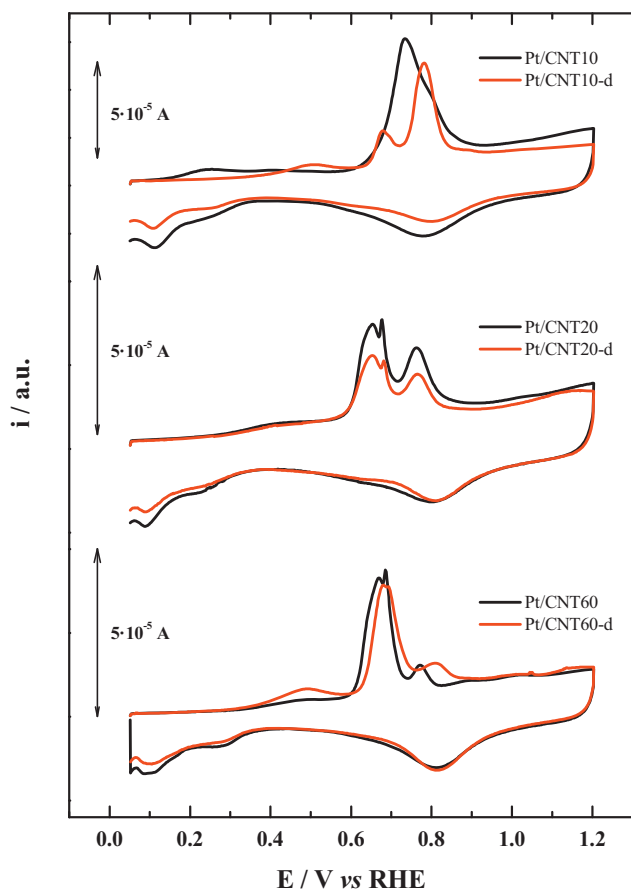 Pt/CNT10
Pt/CNT10-d
5·10⁻⁵ A
Pt/CNT20
Pt/CNT20-d
5·10⁻⁵ A
i / a.u.
Pt/CNT60
Pt/CNT60-d
5·10⁻⁵ A
0.0 0.2 0.4 0.6 0.8 1.0 1.2
E / V vs RHE